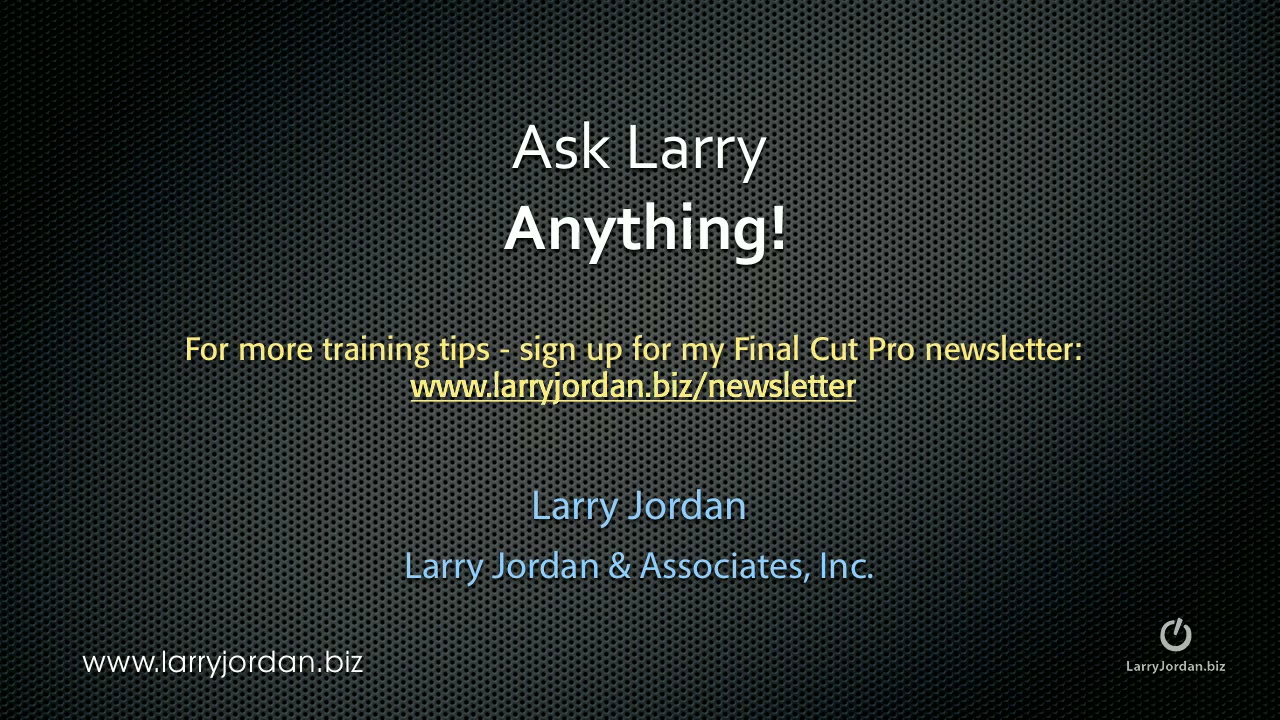 Ask Larry
Anything!
For more training tips - sign up for my Final Cut Pro newsletter:
www.larryjordan.biz/newsletter
Larry Jordan
Larry Jordan & Associates, Inc.
www.larryjordan.biz
LarryJordan.biz